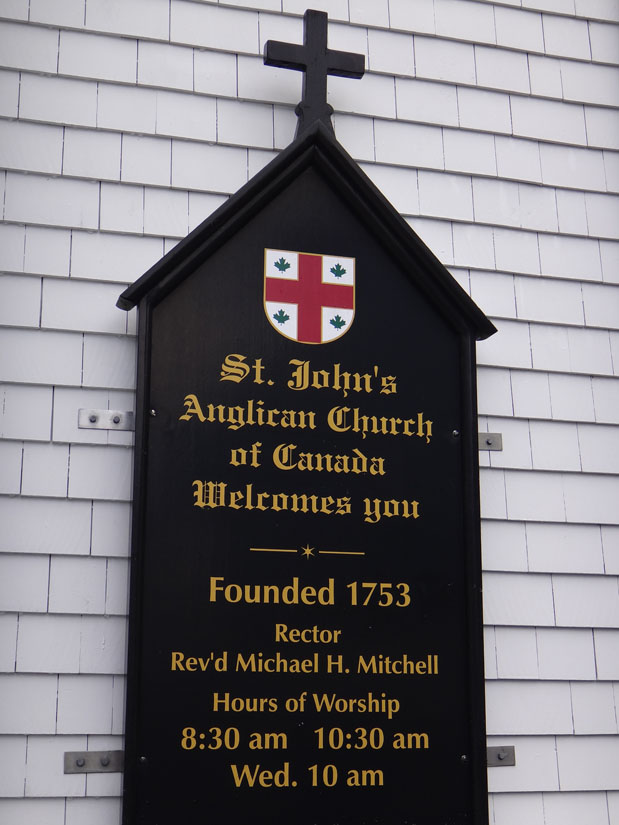 St. John's
Anglican Church
of Canada
Welcomes you
Founded 1753
Rector
Rev'd Michael H. Mitchell
Hours of Worship
8:30 am 10:30 am
Wed. 10 am